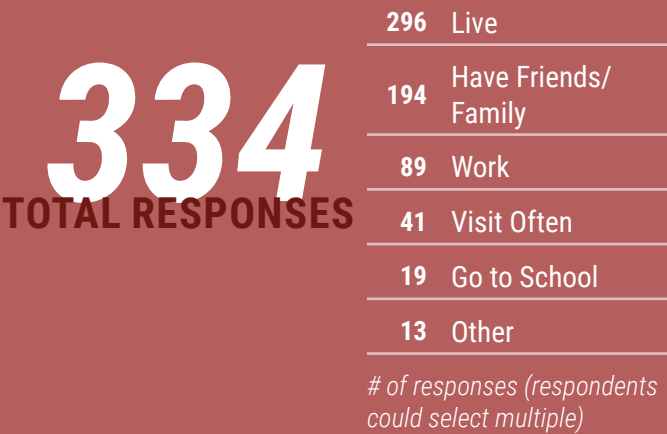 334
TOTAL RESPONSES
296 Live
194 Have Friends/
Family
89 Work
41 Visit Often
19 Go to School
13 Other
# of responses (respondents
could select multiple)